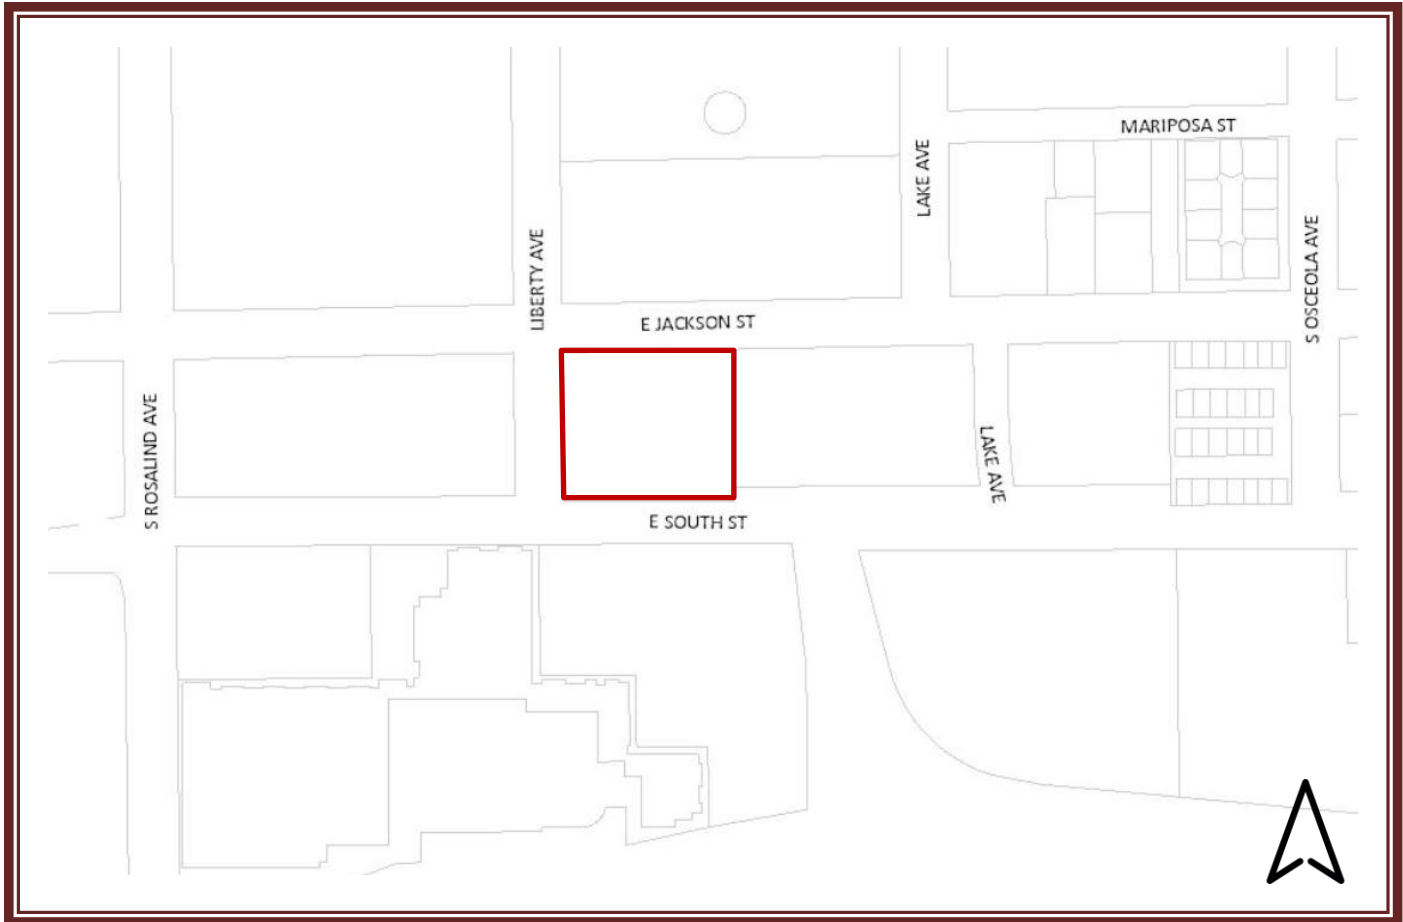 MARIPOSA ST
LAKE AVE
S OSCEOLA AVE
LIBERTY AVE
E JACKSON ST
S ROSALIND AVE
LAKE AVE
E SOUTH ST